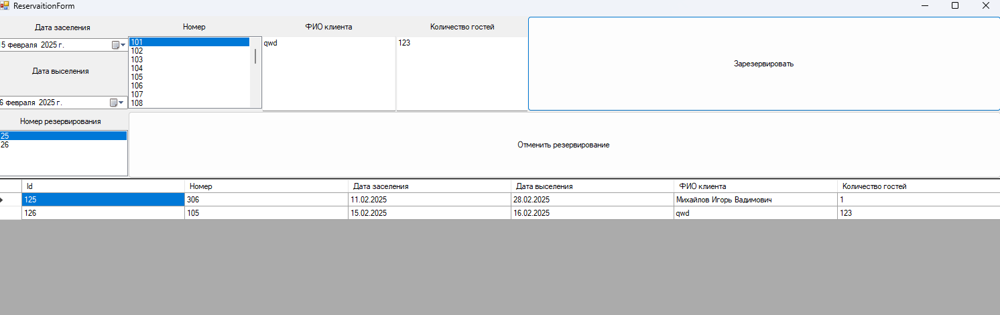 ReservaitionForm
Дата заселения
Номер
ФИО клиента
Количество гостей
5 февраля 2025 г.
101
102
103
104
105
106
107
108
qwd
123
Зарезервировать
Дата выселения
6 февраля 2025 г.
Номер резервирования
25
26
Отменить резервирование
Id Номер Дата заселения Дата выселения ФИО клиента Количество гостей
125 306 11.02.2025 28.02.2025 Михайлов Игорь Вадимович 1
126 105 15.02.2025 16.02.2025 qwd 123